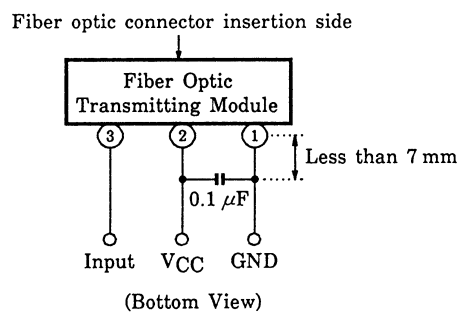 Fiber optic connector insertion side
Fiber Optic
Transmitting Module
3 2 1
Less than 7 mm
0.1 μF
Input VCC GND
(Bottom View)